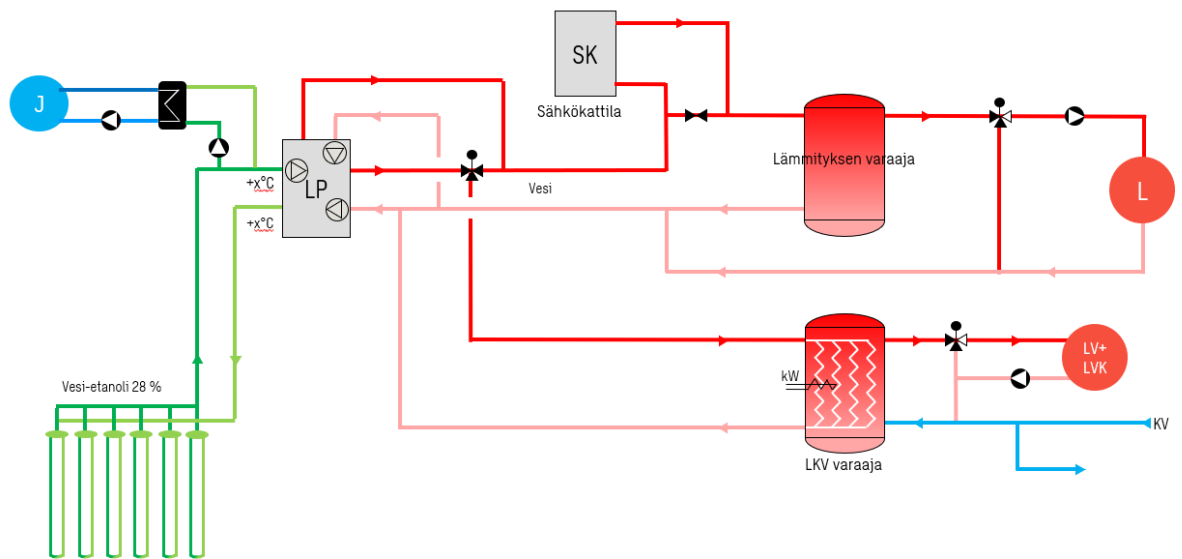 SK
Sähkökattila
J
LP
+x°C
+x°C
Vesi
Lämmityksen varaaja
L
Vesi-etanoli 28 %
kW
LKV varaaja
LV+
LVK
KV